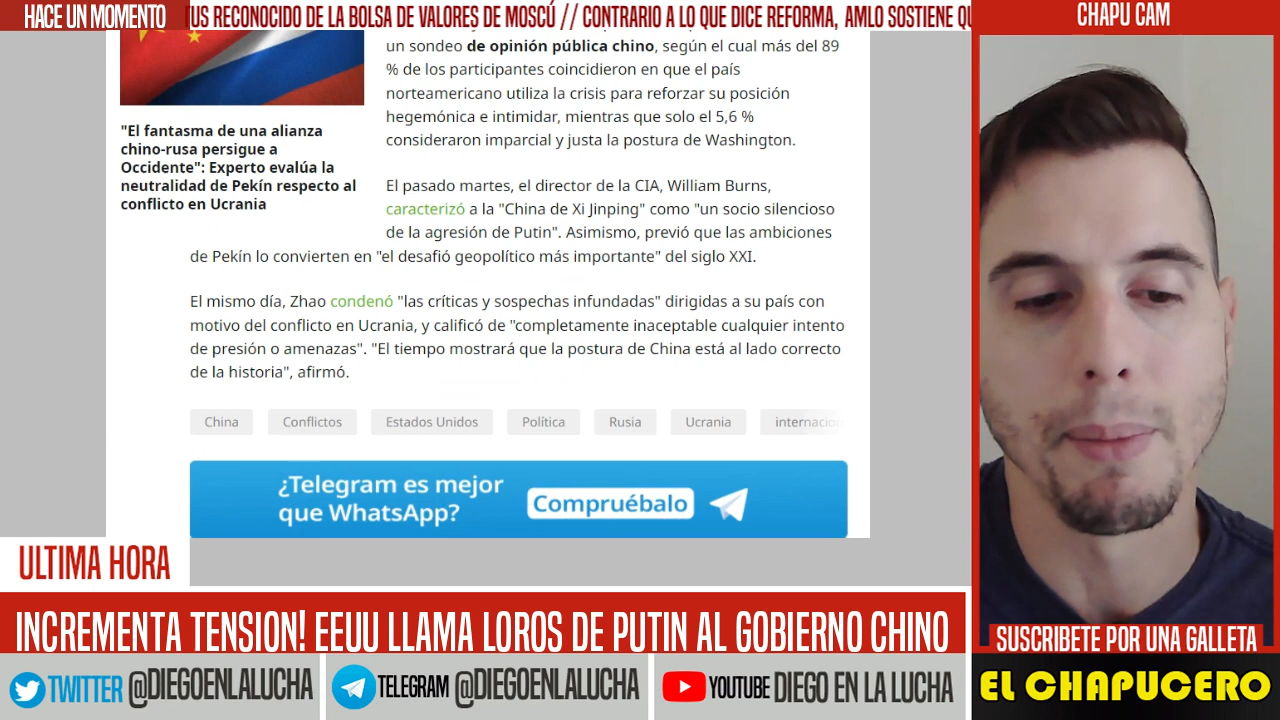 HACE UN MOMENTO
TUS RECONOCIDO DE LA BOLSA DE VALORES DE MOSCÚ // CONTRARIO A LO QUE DICE REFORMA, AMLO SOSTIENE QU
CHAPU CAM
un sondeo de opinión pública chino, según el cual más del 89
% de los participantes coincidieron en que el país
norteamericano utiliza la crisis para reforzar su posición
hegemónica e intimidar, mientras que solo el 5,6 %
consideraron imparcial y justa la postura de Washington.
"El fantasma de una alianza
chino-rusa persigue a
Occidente": Experto evalúa la
neutralidad de Pekín respecto al
conflicto en Ucrania
El pasado martes, el director de la CIA, William Burns,
caracterizó a la "China de Xi Jinping" como "un socio silencioso
de la agresión de Putin". Asimismo, previó que las ambiciones
de Pekín lo convierten en "el desafió geopolítico más importante" del siglo XXI.
El mismo día, Zhao condenó "las críticas y sospechas infundadas" dirigidas a su país con
motivo del conflicto en Ucrania, y calificó de "completamente inaceptable cualquier intento
de presión o amenazas". "El tiempo mostrará que la postura de China está al lado correcto
de la historia", afirmó.
China Conflictos Estados Unidos Política Rusia Ucrania internacion
¿Telegram es mejor
que WhatsApp?
Compruébalo
ULTIMA HORA
INCREMENTA TENSION! EEUU LLAMA LOROS DE PUTIN AL GOBIERNO CHINO
SUSCRIBETE POR UNA GALLETA
TWITTER @DIEGOENLALUCHA
TELEGRAM @DIEGOENLALUCHA
YOUTUBE DIEGO EN LA LUCHA
EL CHAPUCERO